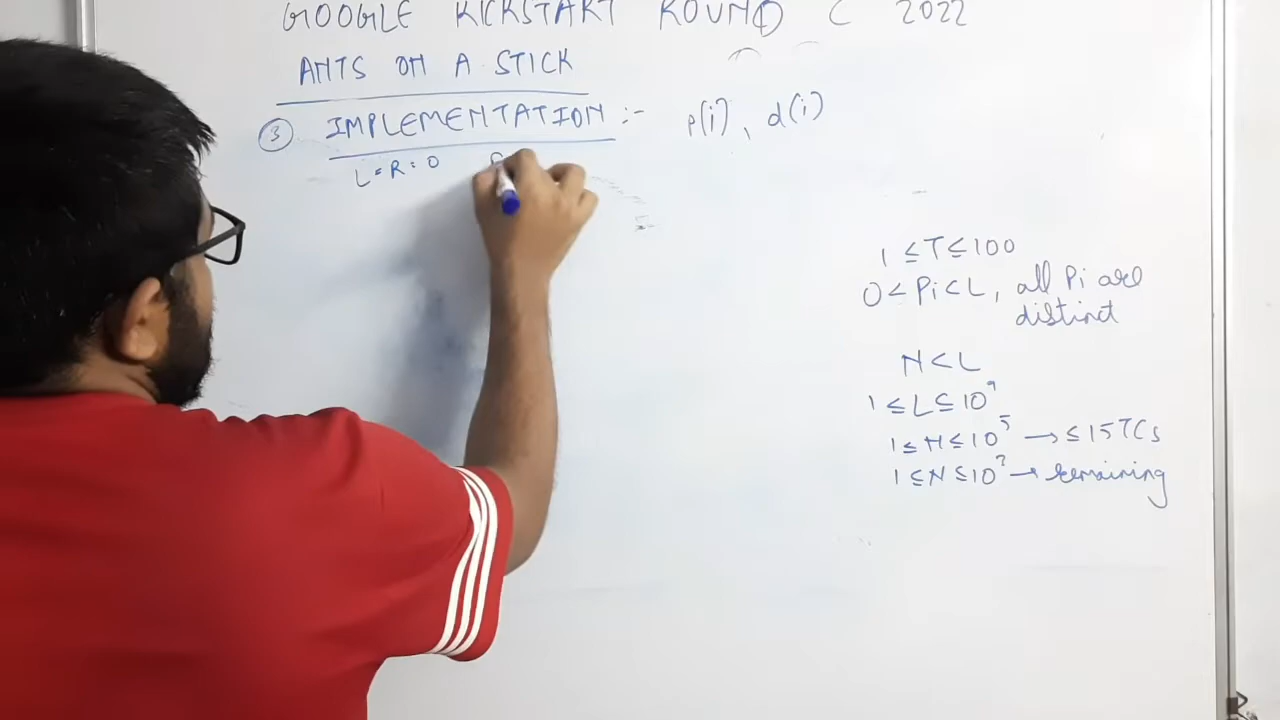 GOOGLE KICKSTART ROUND C 2022
ANTS ON A STICK
③ IMPLEMENTATION :- p(i), d(i)
L=R=0
1 ≤ T ≤ 100
0 < Pi < L, all Pi are
distinct
N < L
1 ≤ L ≤ 10⁹
1 ≤ N ≤ 10⁵ → ≤ 15 TCs
1 ≤ N ≤ 10² → remaining